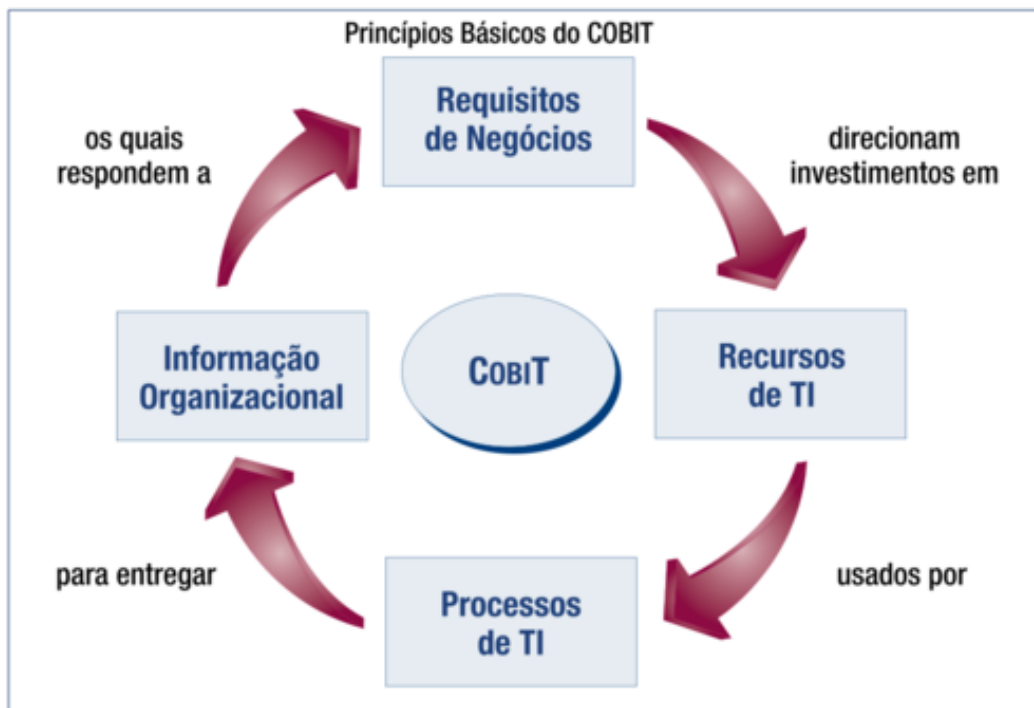 Princípios Básicos do COBIT
Requisitos
de Negócios
os quais
respondem a
direcionam
investimentos em
Informação
Organizacional
COBIT
Recursos
de TI
para entregar
Processos
de TI
usados por